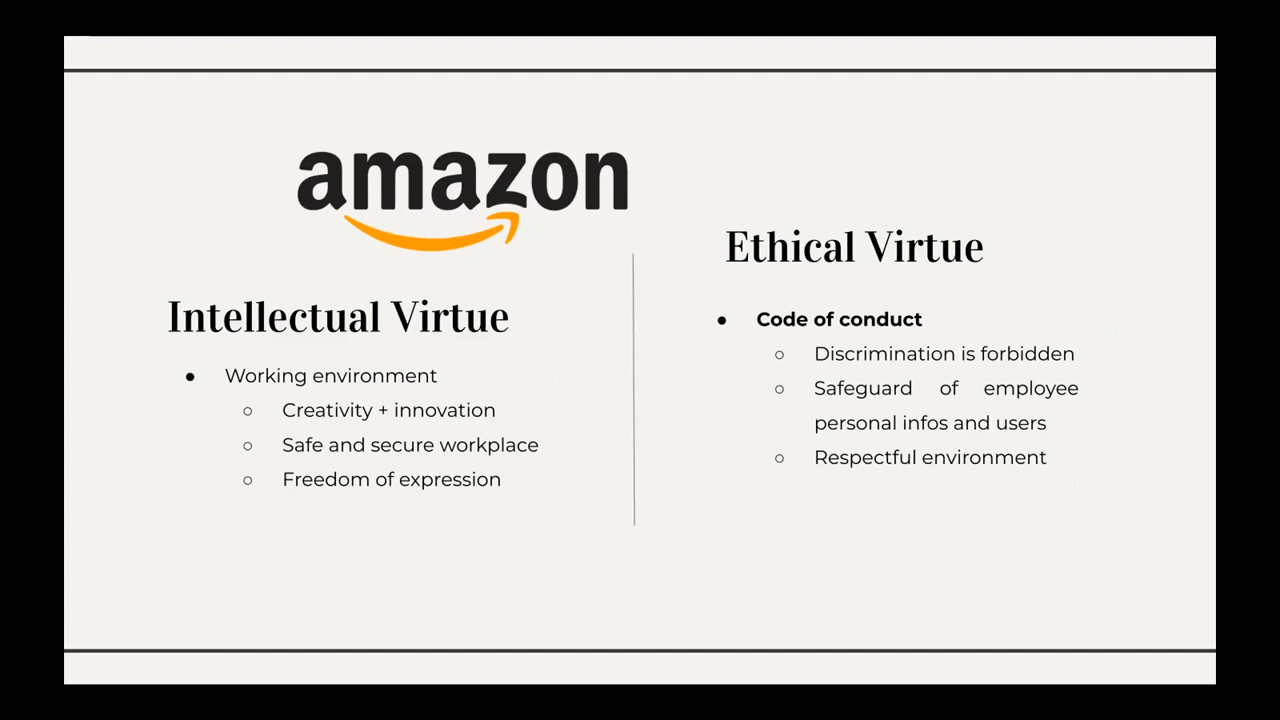 amazon
Intellectual Virtue
● Working environment
○ Creativity + innovation
○ Safe and secure workplace
○ Freedom of expression
Ethical Virtue
● Code of conduct
○ Discrimination is forbidden
○ Safeguard of employee
personal infos and users
○ Respectful environment